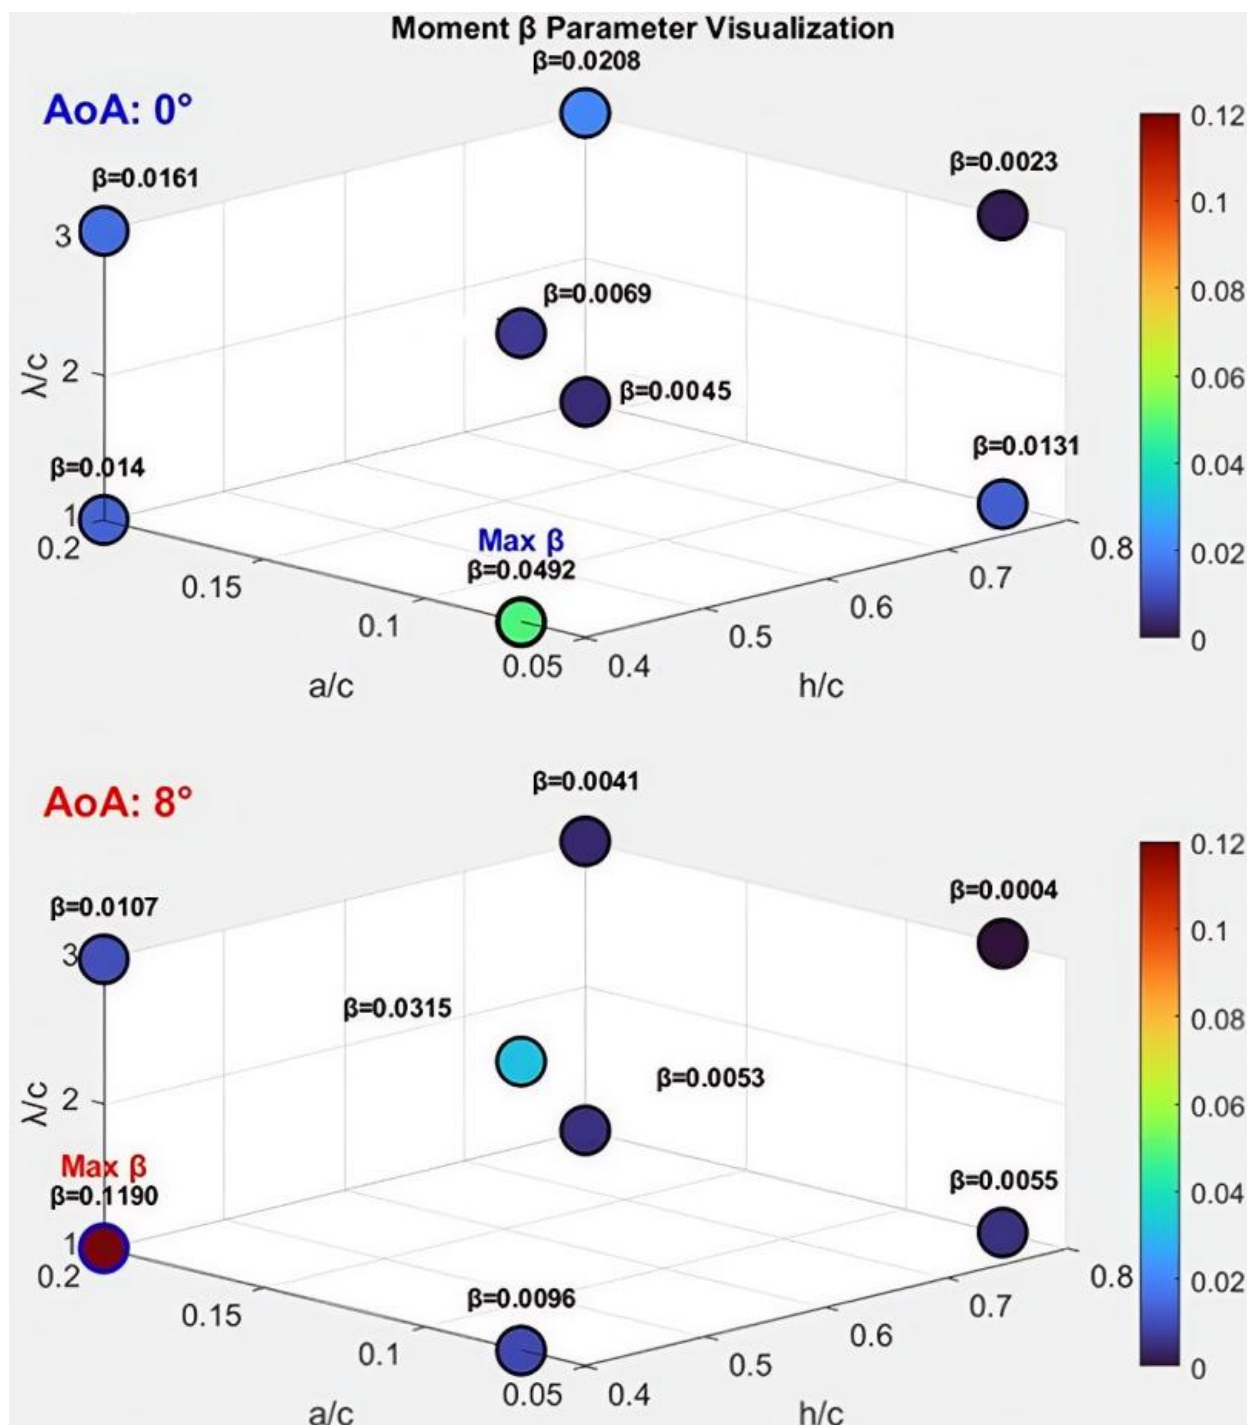 Moment β Parameter Visualization
β=0.0208
AoA: 0°
0.12
β=0.0023
β=0.0161
0.1
3
0.08
β=0.0069
λ/c
2
0.06
β=0.0045
0.04
β=0.0131
β=0.014
1
Max β
0.02
0.2
0.8
β=0.0492
0.15
0.7
0.6
0.1
0.5
0
0.05
0.4
a/c
h/c
β=0.0041
AoA: 8°
0.12
β=0.0004
β=0.0107
0.1
3
β=0.0315
0.08
β=0.0053
λ/c
2
0.06
Max β
β=0.0055
β=0.1190
0.04
1
0.2
0.8
0.02
β=0.0096
0.15
0.7
0.6
0.1
0.5
0
0.05
0.4
a/c
h/c